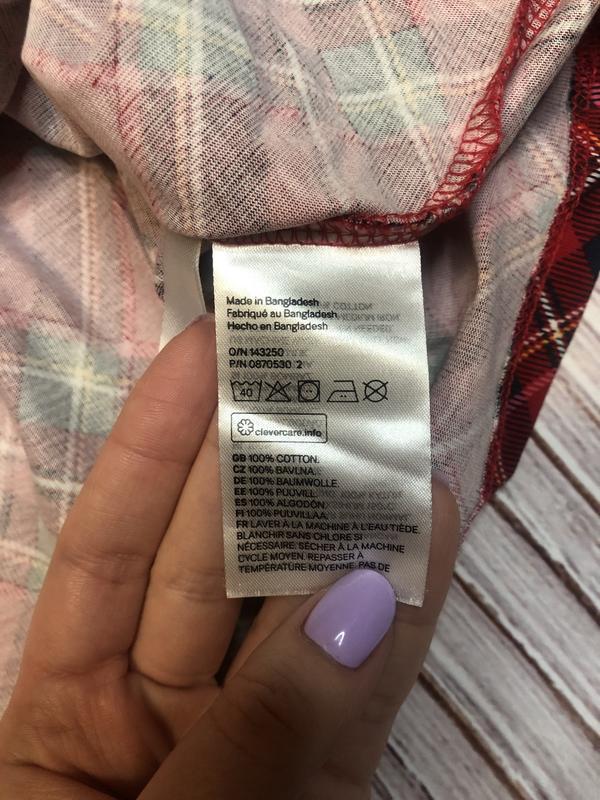 Made in Bangladesh
Fabriqué au Bangladesh
Hecho en Bangladesh
O/N 143250
P/N 0870530 2
40
clevercare.info
GB 100% COTTON.
CZ 100% BAVLNA.
DE 100% BAUMWOLLE.
EE 100% PUUVILL.
ES 100% ALGODÓN.
FI 100% PUUVILLAA.
FR LAVER À LA MACHINE À L'EAU TIÈDE.
BLANCHIR SANS CHLORE SI
NÉCESSAIRE. SÉCHER À LA MACHINE
CYCLE MOYEN. REPASSER À
TEMPÉRATURE MOYENNE. PAS DE